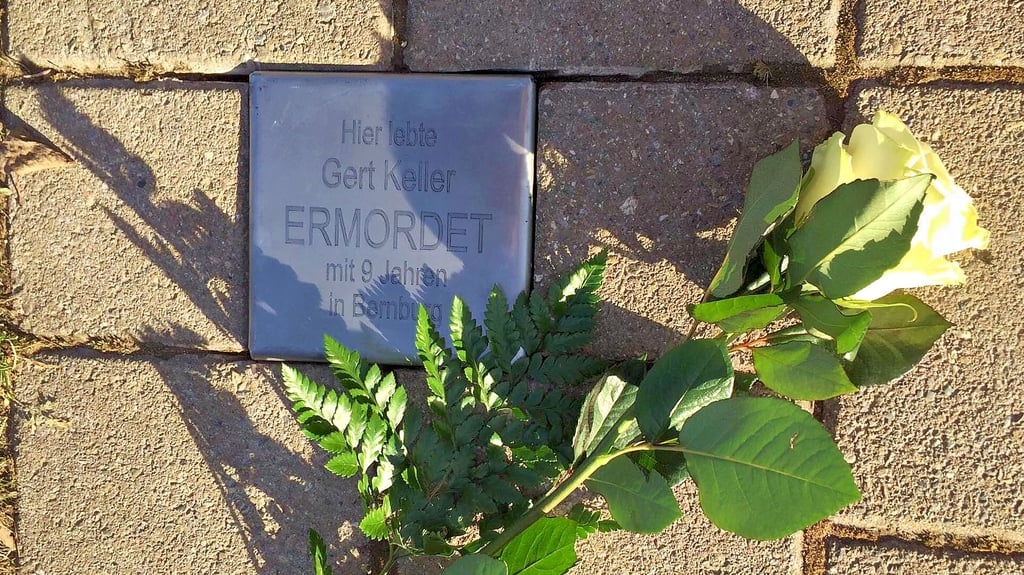 Hier lebte
Gert Keller
ERMORDET
mit 9 Jahren
in Bernburg